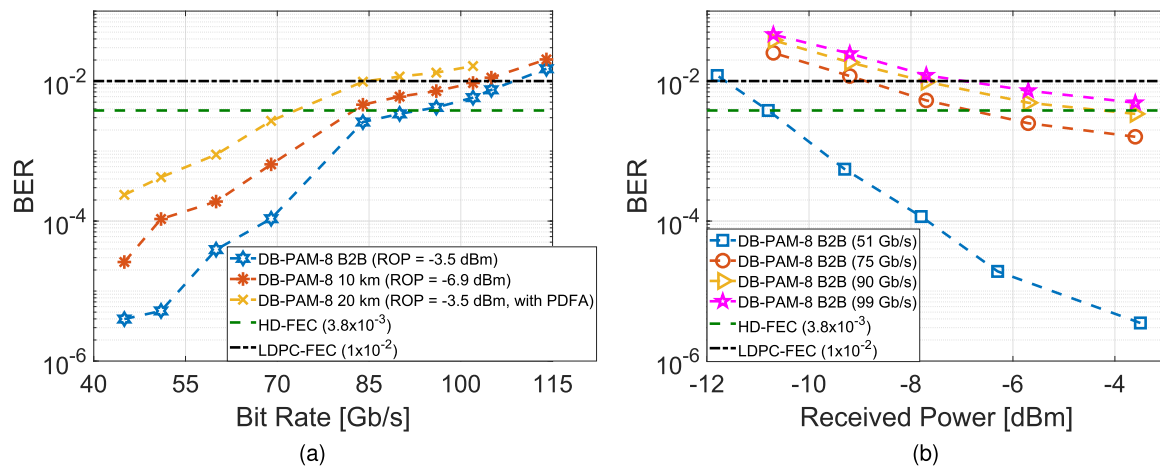 BER
10^-2
10^-4
10^-6
40 55 70 85 100 115
Bit Rate [Gb/s]
DB-PAM-8 B2B (ROP = -3.5 dBm)
DB-PAM-8 10 km (ROP = -6.9 dBm)
DB-PAM-8 20 km (ROP = -3.5 dBm, with PDFA)
HD-FEC (3.8x10^-3)
LDPC-FEC (1x10^-2)
(a)
BER
10^-2
10^-4
10^-6
-12 -10 -8 -6 -4
Received Power [dBm]
DB-PAM-8 B2B (51 Gb/s)
DB-PAM-8 B2B (75 Gb/s)
DB-PAM-8 B2B (90 Gb/s)
DB-PAM-8 B2B (99 Gb/s)
HD-FEC (3.8x10^-3)
LDPC-FEC (1x10^-2)
(b)